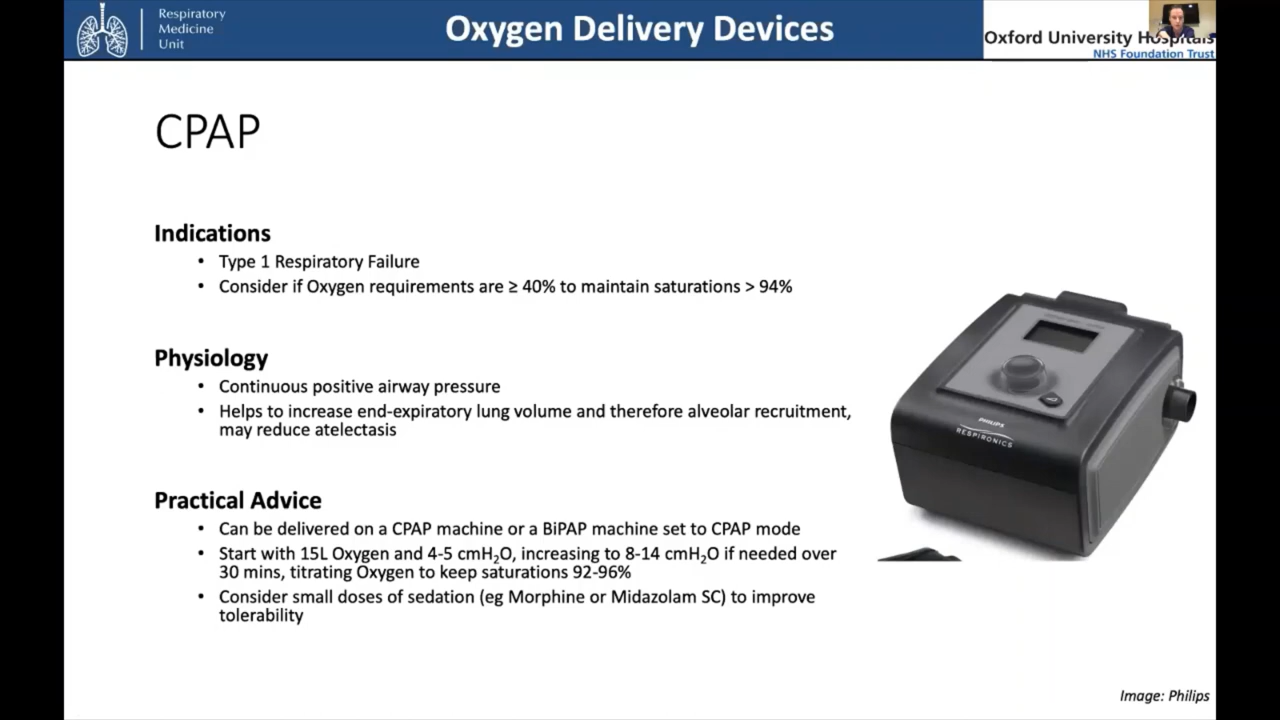 Respiratory
Medicine
Unit
Oxygen Delivery Devices
Oxford University Hospitals
NHS Foundation Trust
CPAP
Indications
• Type 1 Respiratory Failure
• Consider if Oxygen requirements are ≥ 40% to maintain saturations > 94%
Physiology
• Continuous positive airway pressure
• Helps to increase end-expiratory lung volume and therefore alveolar recruitment,
may reduce atelectasis
Practical Advice
• Can be delivered on a CPAP machine or a BiPAP machine set to CPAP mode
• Start with 15L Oxygen and 4-5 cmH₂O, increasing to 8-14 cmH₂O if needed over
30 mins, titrating Oxygen to keep saturations 92-96%
• Consider small doses of sedation (eg Morphine or Midazolam SC) to improve
tolerability
PHILIPS
RESPIRONICS
Image: Philips